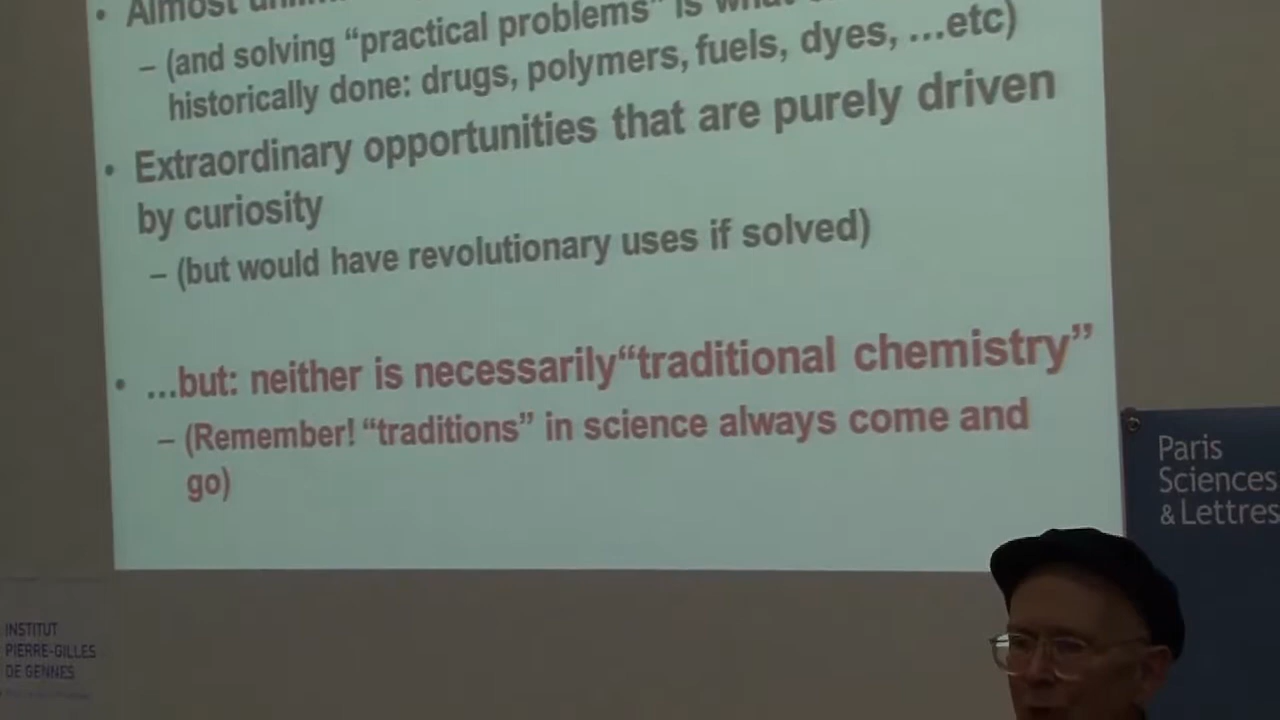 • Almost
– (and solving “practical problems” is
historically done: drugs, polymers, fuels, dyes, ...etc)
• Extraordinary opportunities that are purely driven
by curiosity
– (but would have revolutionary uses if solved)
• ...but: neither is necessarily“traditional chemistry”
– (Remember! “traditions” in science always come and
go)
Paris
Sciences
& Lettres
INSTITUT
PIERRE-GILLES
DE GENNES